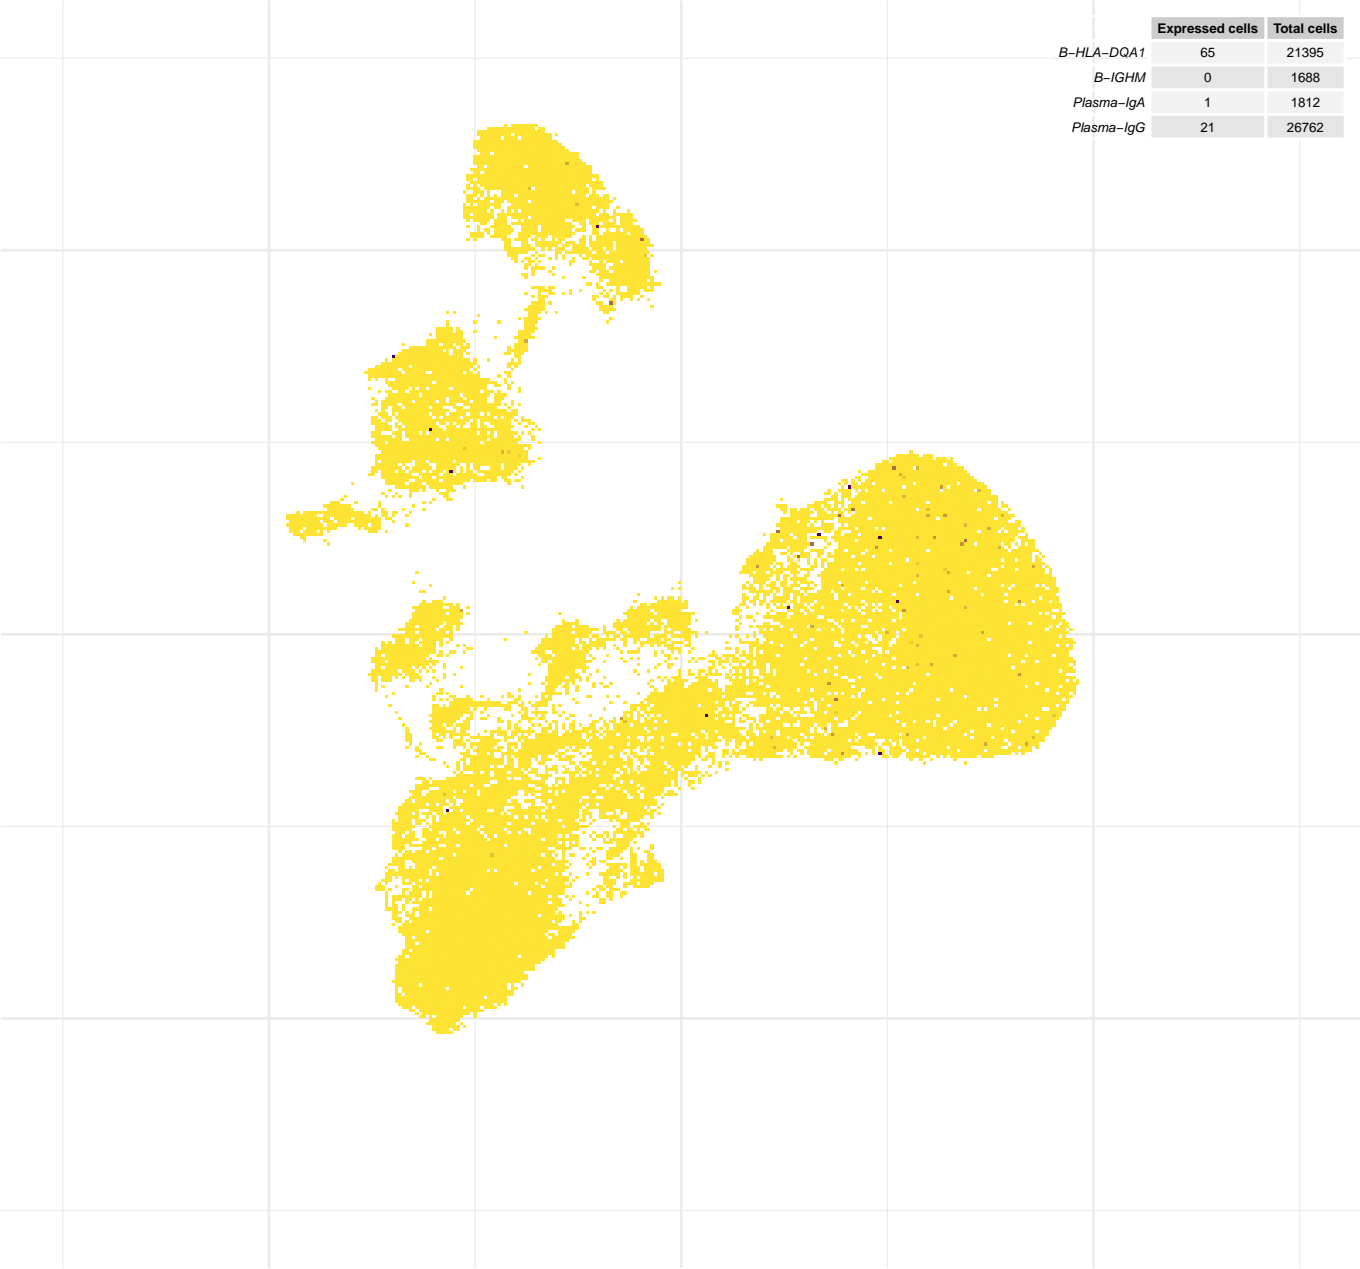 Expressed cells Total cells
B−HLA−DQA1 65 21395
B−IGHM 0 1688
Plasma−IgA 1 1812
Plasma−IgG 21 26762